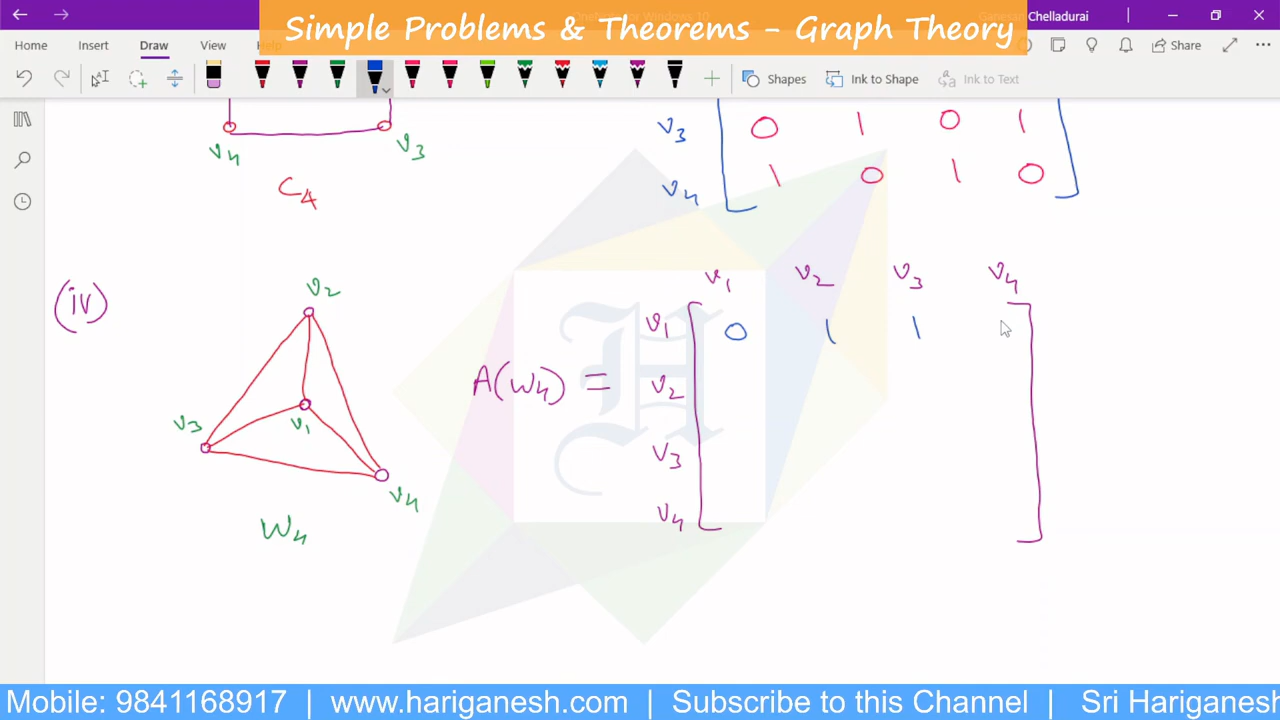 Simple Problems & Theorems - Graph Theory
Chelladurai
Home Insert Draw View Share
Shapes Ink to Shape Ink to Text
v4 v3
C4
v3 0 1 0 1
v4 1 0 1 0
(iv)
v2
v3 v1
v4
W4
v1 v2 v3 v4
v1 0 1 1
A(W4) = v2
v3
v4
H
Mobile: 9841168917 | www.hariganesh.com | Subscribe to this Channel | Sri Hariganesh